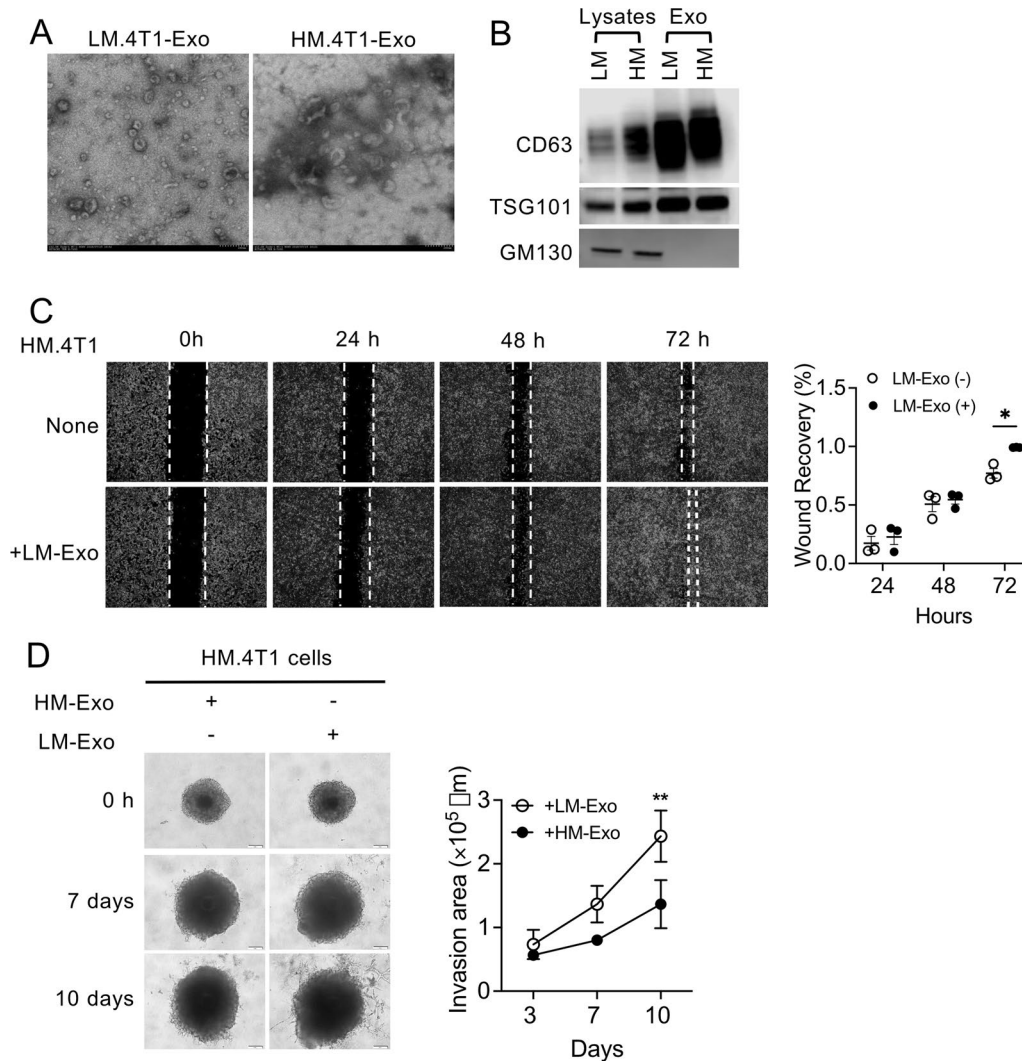 A
LM.4T1-Exo
HM.4T1-Exo
B
Lysates Exo
LM HM LM HM
CD63
TSG101
GM130
C
HM.4T1
0h 24 h 48 h 72 h
None
+LM-Exo
LM-Exo (-)
LM-Exo (+)
Wound Recovery (%)
1.5
1.0
0.5
0.0
*
24 48 72
Hours
D
HM.4T1 cells
HM-Exo + -
LM-Exo - +
0 h
7 days
10 days
+LM-Exo
+HM-Exo
**
Invasion area (×10⁵ □m)
3
2
1
0
3 7 10
Days